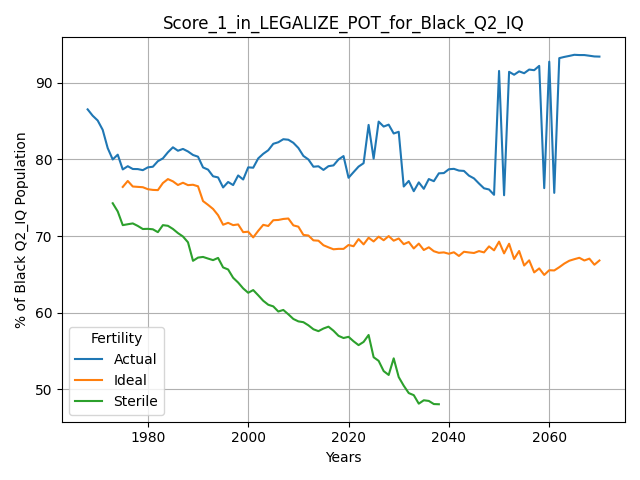 Score_1_in_LEGALIZE_POT_for_Black_Q2_IQ
% of Black Q2_IQ Population
90
80
70
60
50
Fertility
Actual
Ideal
Sterile
1980 2000 2020 2040 2060
Years